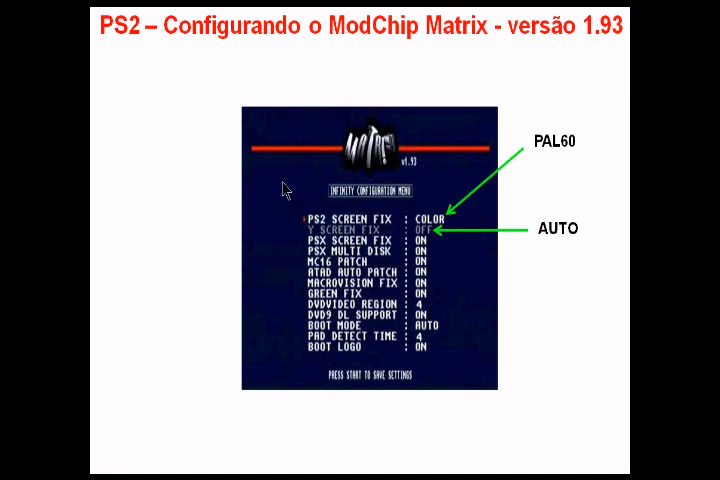 PS2 – Configurando o ModChip Matrix - versão 1.93
MATRIX
v1.93
PAL60
INFINITY CONFIGURATION MENU
PS2 SCREEN FIX : COLOR
Y SCREEN FIX : OFF
AUTO
PSX SCREEN FIX : ON
PSX MULTI DISK : ON
MC16 PATCH : ON
ATAD AUTO PATCH : ON
MACROVISION FIX : ON
GREEN FIX : ON
DVDVIDEO REGION : 4
DVD9 DL SUPPORT : ON
BOOT MODE : AUTO
PAD DETECT TIME : 4
BOOT LOGO : ON
PRESS START TO SAVE SETTINGS